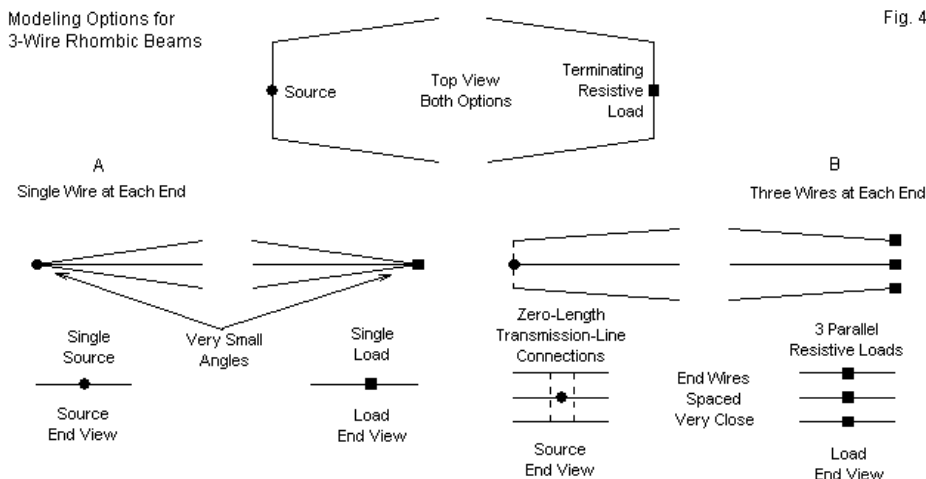 Modeling Options for
3-Wire Rhombic Beams
Fig. 4
Source
Top View
Both Options
Terminating
Resistive
Load
A
Single Wire at Each End
B
Three Wires at Each End
Single
Source
Very Small
Angles
Single
Load
Source
End View
Load
End View
Zero-Length
Transmission-Line
Connections
3 Parallel
Resistive Loads
End Wires
Spaced
Very Close
Source
End View
Load
End View